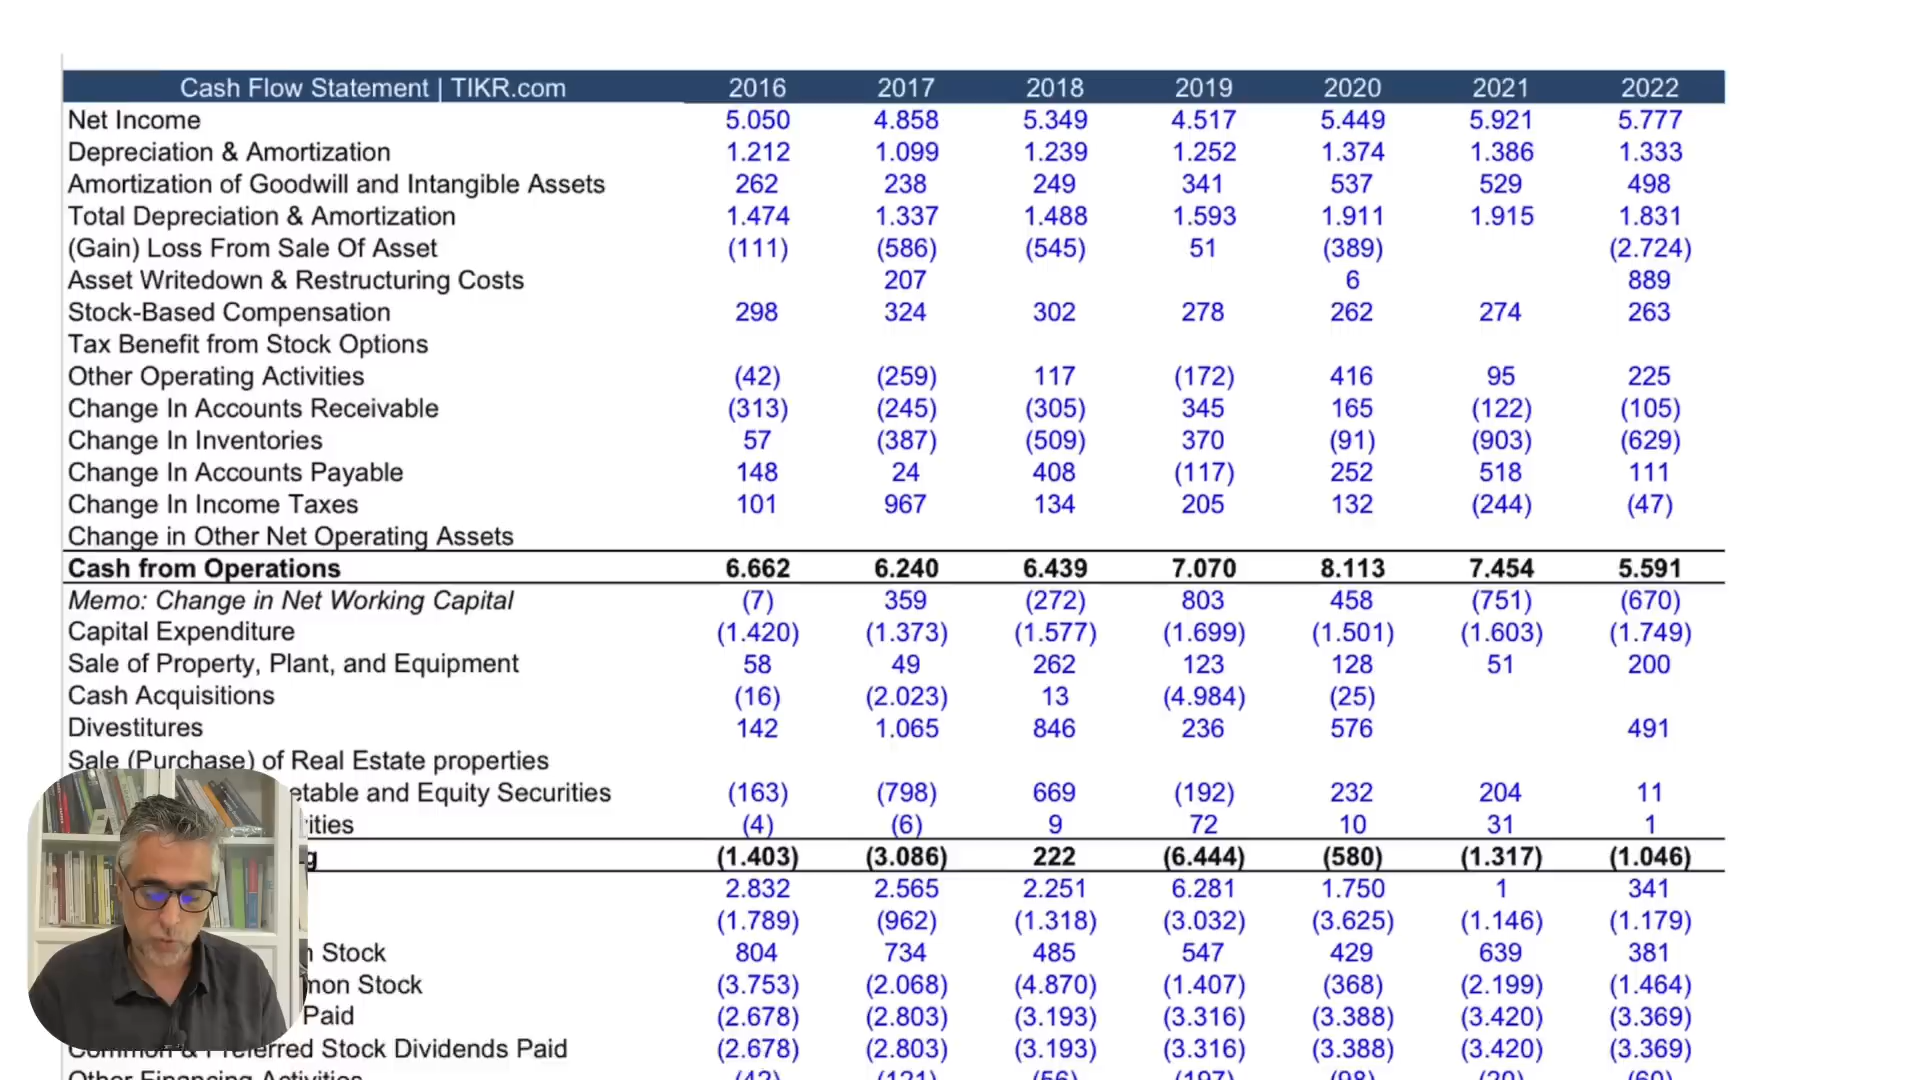 Cash Flow Statement | TIKR.com 2016 2017 2018 2019 2020 2021 2022
Net Income 5.050 4.858 5.349 4.517 5.449 5.921 5.777
Depreciation & Amortization 1.212 1.099 1.239 1.252 1.374 1.386 1.333
Amortization of Goodwill and Intangible Assets 262 238 249 341 537 529 498
Total Depreciation & Amortization 1.474 1.337 1.488 1.593 1.911 1.915 1.831
(Gain) Loss From Sale Of Asset (111) (586) (545) 51 (389) (2.724)
Asset Writedown & Restructuring Costs 207 6 889
Stock-Based Compensation 298 324 302 278 262 274 263
Tax Benefit from Stock Options
Other Operating Activities (42) (259) 117 (172) 416 95 225
Change In Accounts Receivable (313) (245) (305) 345 165 (122) (105)
Change In Inventories 57 (387) (509) 370 (91) (903) (629)
Change In Accounts Payable 148 24 408 (117) 252 518 111
Change In Income Taxes 101 967 134 205 132 (244) (47)
Change in Other Net Operating Assets
Cash from Operations 6.662 6.240 6.439 7.070 8.113 7.454 5.591
Memo: Change in Net Working Capital (7) 359 (272) 803 458 (751) (670)
Capital Expenditure (1.420) (1.373) (1.577) (1.699) (1.501) (1.603) (1.749)
Sale of Property, Plant, and Equipment 58 49 262 123 128 51 200
Cash Acquisitions (16) (2.023) 13 (4.984) (25)
Divestitures 142 1.065 846 236 576 491
Sale (Purchase) of Real Estate properties
etable and Equity Securities (163) (798) 669 (192) 232 204 11
ities (4) (6) 9 72 10 31 1
g (1.403) (3.086) 222 (6.444) (580) (1.317) (1.046)
2.832 2.565 2.251 6.281 1.750 1 341
(1.789) (962) (1.318) (3.032) (3.625) (1.146) (1.179)
n Stock 804 734 485 547 429 639 381
mon Stock (3.753) (2.068) (4.870) (1.407) (368) (2.199) (1.464)
Paid (2.678) (2.803) (3.193) (3.316) (3.388) (3.420) (3.369)
Common & Preferred Stock Dividends Paid (2.678) (2.803) (3.193) (3.316) (3.388) (3.420) (3.369)
Other Financing Activities (42) (121) (56) (197) (98) (20) (60)